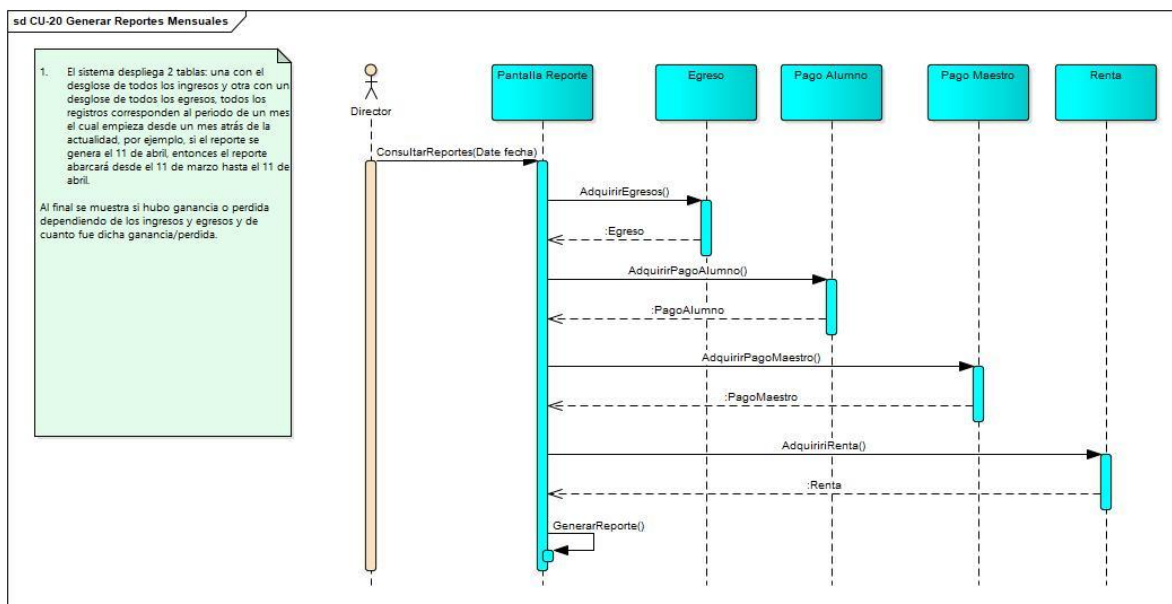 sd CU-20 Generar Reportes Mensuales
1. El sistema despliega 2 tablas: una con el
desglose de todos los ingresos y otra con un
desglose de todos los egresos, todos los
registros corresponden al periodo de un mes
el cual empieza desde un mes atrás de la
actualidad, por ejemplo, si el reporte se
genera el 11 de abril, entonces el reporte
abarcará desde el 11 de marzo hasta el 11 de
abril.
Al final se muestra si hubo ganancia o perdida
dependiendo de los ingresos y egresos y de
cuanto fue dicha ganancia/perdida.
Director
Pantalla Reporte
Egreso
Pago Alumno
Pago Maestro
Renta
ConsultarReportes(Date fecha)
AdquirirEgresos()
:Egreso
AdquirirPagoAlumno()
:PagoAlumno
AdquirirPagoMaestro()
:PagoMaestro
AdquiririRenta()
:Renta
GenerarReporte()